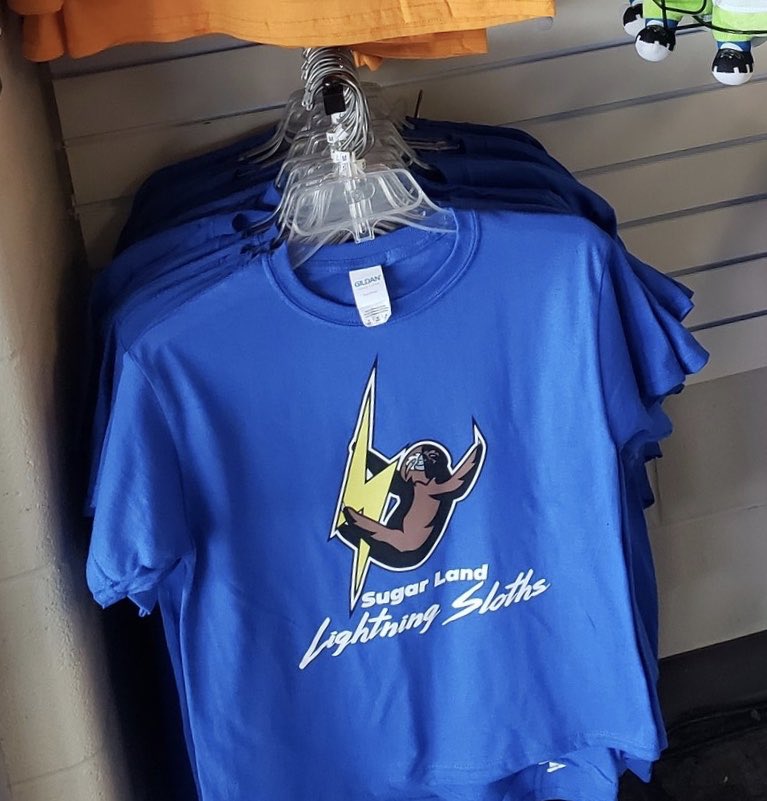 GILDAN
Sugar Land
Lightning Sloths